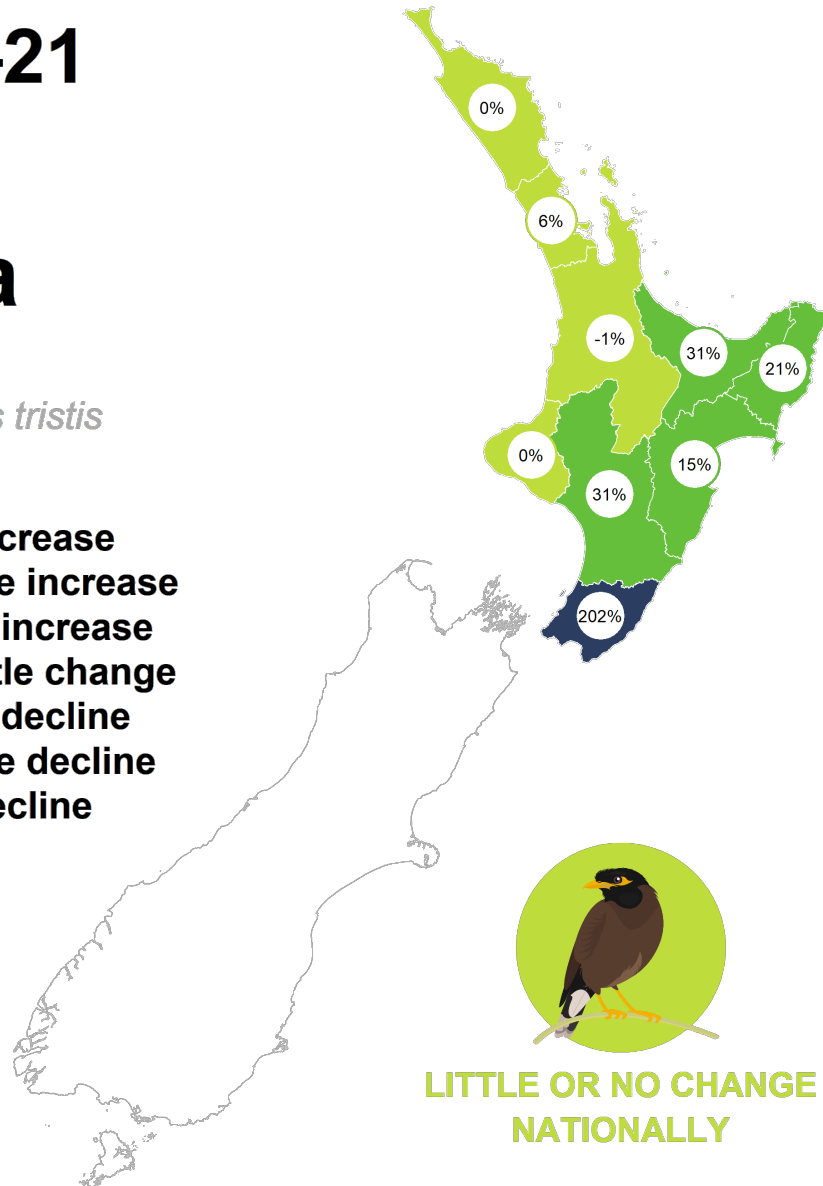 -21
a
s tristis
crease
e increase
increase
tle change
decline
e decline
ecline
0%
6%
-1%
31%
21%
0%
15%
31%
202%
LITTLE OR NO CHANGE
NATIONALLY